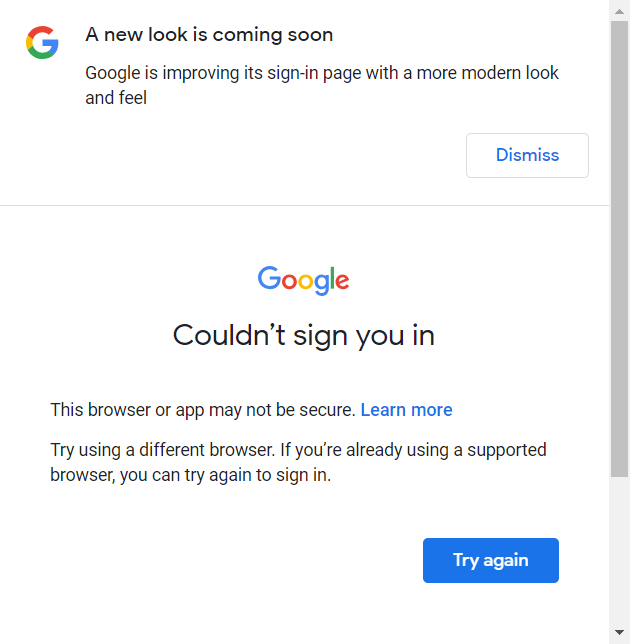 A new look is coming soon
Google is improving its sign-in page with a more modern look
and feel
Dismiss
Google
Couldn’t sign you in
This browser or app may not be secure. Learn more
Try using a different browser. If you’re already using a supported
browser, you can try again to sign in.
Try again